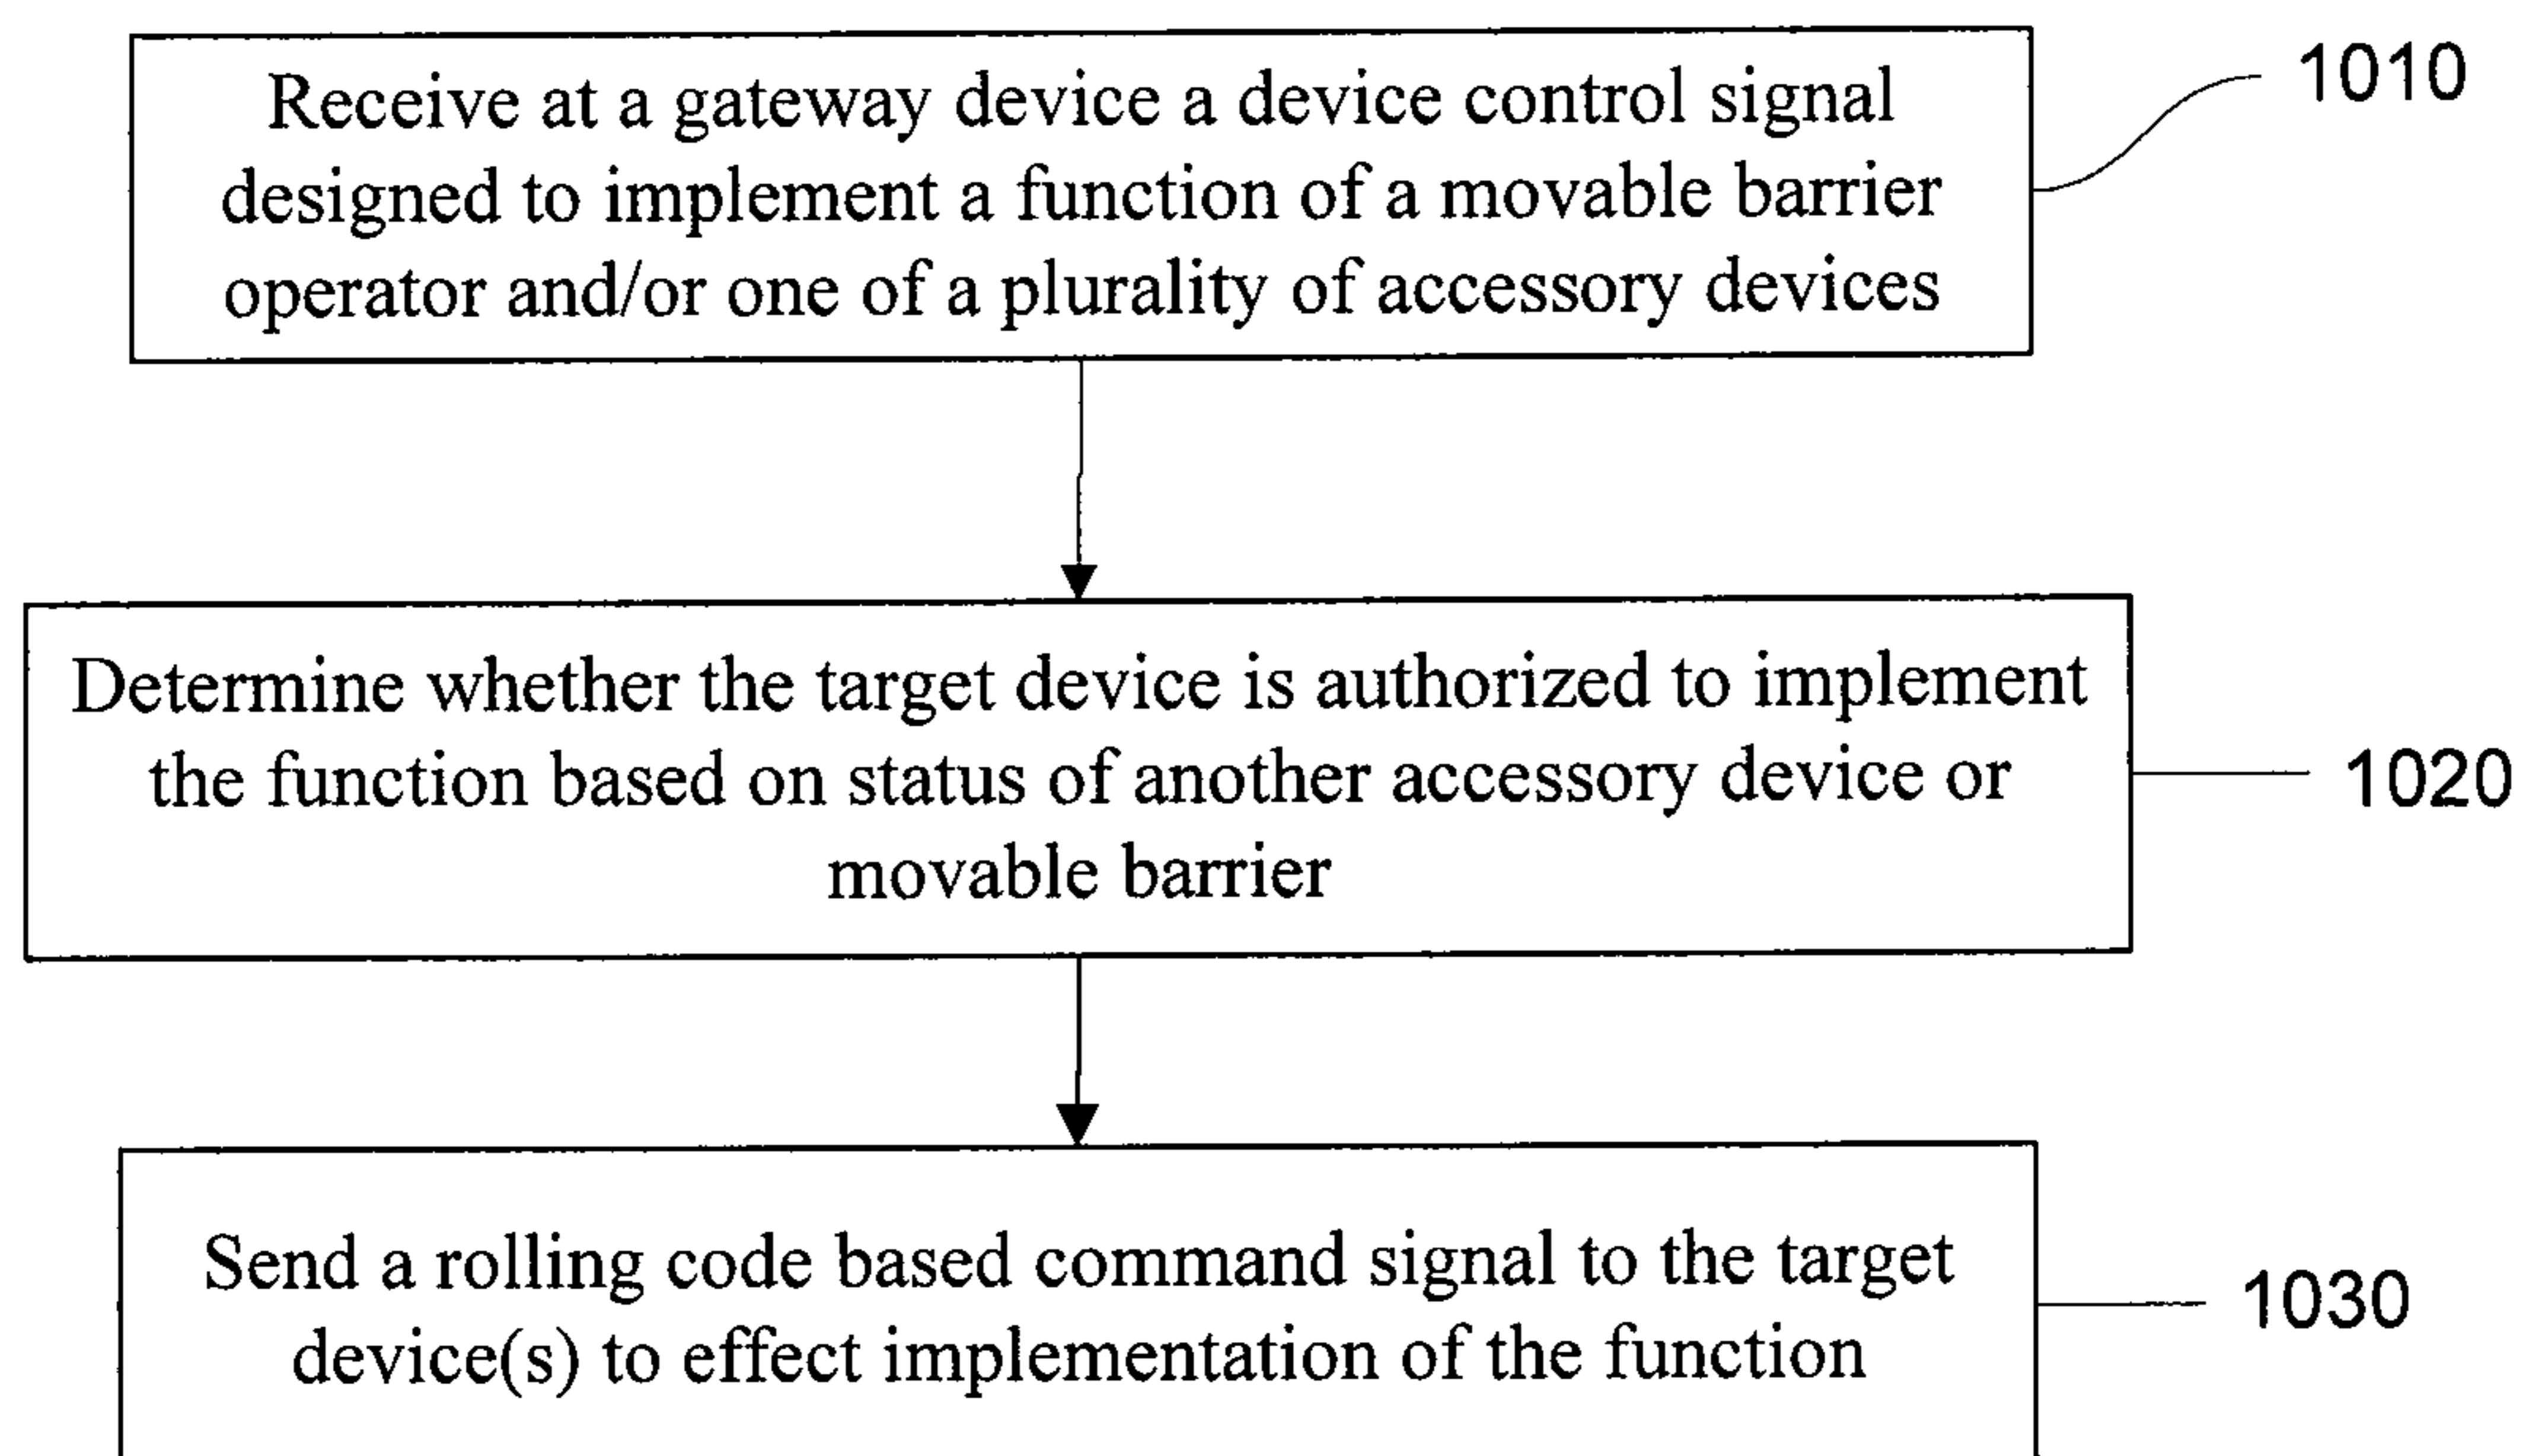 Receive at a gateway device a device control signal
designed to implement a function of a movable barrier
operator and/or one of a plurality of accessory devices
1010
Determine whether the target device is authorized to implement
the function based on status of another accessory device or
movable barrier
1020
Send a rolling code based command signal to the target
device(s) to effect implementation of the function
1030